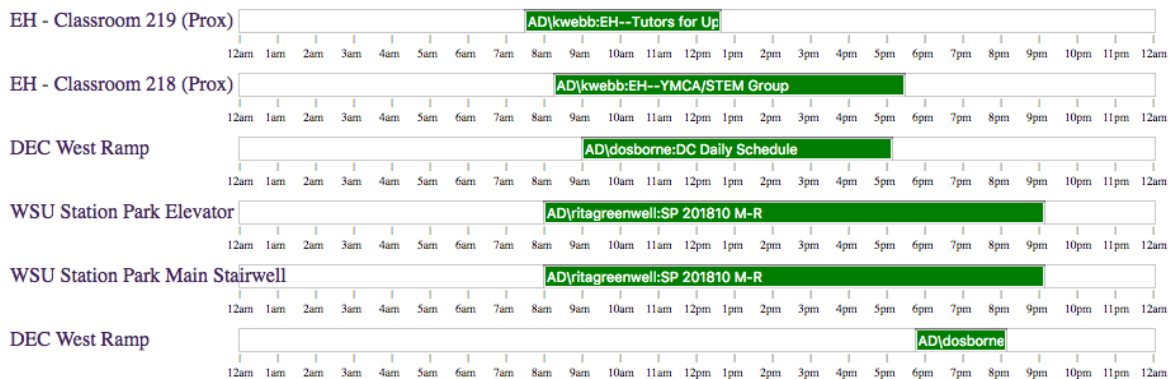 EH - Classroom 219 (Prox) AD\kwebb:EH--Tutors for Up
12am 1am 2am 3am 4am 5am 6am 7am 8am 9am 10am 11am 12pm 1pm 2pm 3pm 4pm 5pm 6pm 7pm 8pm 9pm 10pm 11pm 12am
EH - Classroom 218 (Prox) AD\kwebb:EH--YMCA/STEM Group
12am 1am 2am 3am 4am 5am 6am 7am 8am 9am 10am 11am 12pm 1pm 2pm 3pm 4pm 5pm 6pm 7pm 8pm 9pm 10pm 11pm 12am
DEC West Ramp AD\dosborne:DC Daily Schedule
12am 1am 2am 3am 4am 5am 6am 7am 8am 9am 10am 11am 12pm 1pm 2pm 3pm 4pm 5pm 6pm 7pm 8pm 9pm 10pm 11pm 12am
WSU Station Park Elevator AD\ritagreenwell:SP 201810 M-R
12am 1am 2am 3am 4am 5am 6am 7am 8am 9am 10am 11am 12pm 1pm 2pm 3pm 4pm 5pm 6pm 7pm 8pm 9pm 10pm 11pm 12am
WSU Station Park Main Stairwell AD\ritagreenwell:SP 201810 M-R
12am 1am 2am 3am 4am 5am 6am 7am 8am 9am 10am 11am 12pm 1pm 2pm 3pm 4pm 5pm 6pm 7pm 8pm 9pm 10pm 11pm 12am
DEC West Ramp AD\dosborne
12am 1am 2am 3am 4am 5am 6am 7am 8am 9am 10am 11am 12pm 1pm 2pm 3pm 4pm 5pm 6pm 7pm 8pm 9pm 10pm 11pm 12am